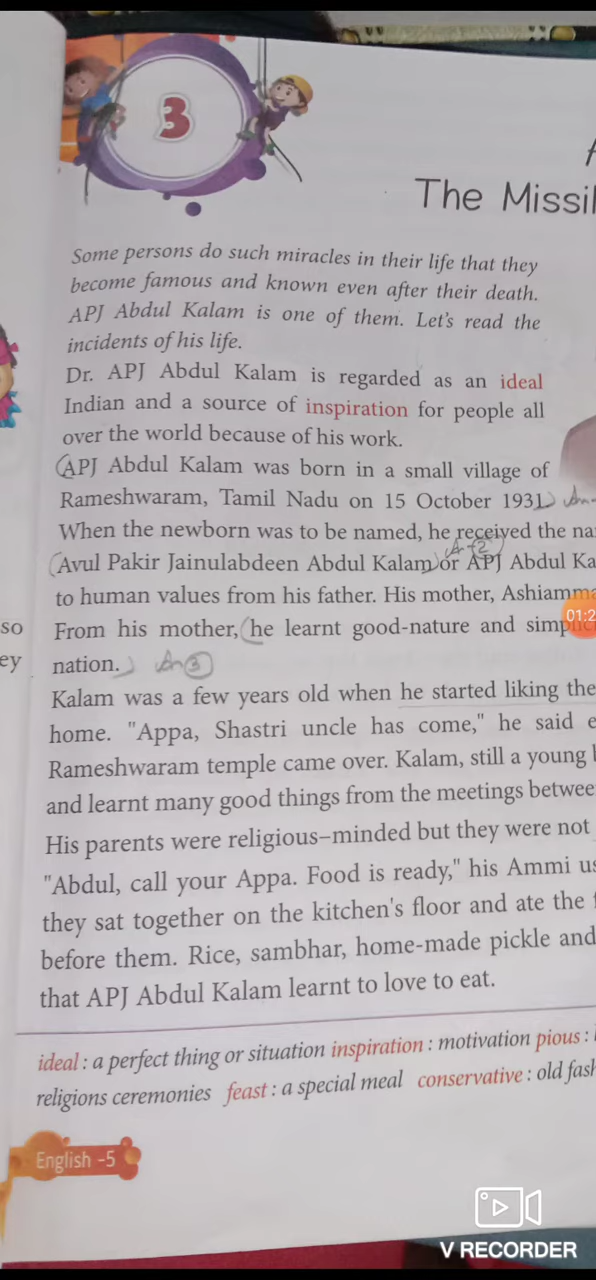 3
The Missil
Some persons do such miracles in their life that they
become famous and known even after their death.
APJ Abdul Kalam is one of them. Let's read the
incidents of his life.
Dr. APJ Abdul Kalam is regarded as an ideal
Indian and a source of inspiration for people all
over the world because of his work.
(APJ Abdul Kalam was born in a small village of
Rameshwaram, Tamil Nadu on 15 October 1931)
When the newborn was to be named, he received the na
(Avul Pakir Jainulabdeen Abdul Kalam) or APJ Abdul Ka
to human values from his father. His mother, Ashiamma
so From his mother, (he learnt good-nature and
01:2
ey nation.) An 3
Kalam was a few years old when he started liking the
home. "Appa, Shastri uncle has come," he said e
Rameshwaram temple came over. Kalam, still a young
and learnt many good things from the meetings betwee
His parents were religious-minded but they were not
"Abdul, call your Appa. Food is ready," his Ammi us
they sat together on the kitchen's floor and ate the
before them. Rice, sambhar, home-made pickle and
that APJ Abdul Kalam learnt to love to eat.
ideal : a perfect thing or situation inspiration : motivation pious :
religions ceremonies feast : a special meal conservative : old fash
English -5
V RECORDER